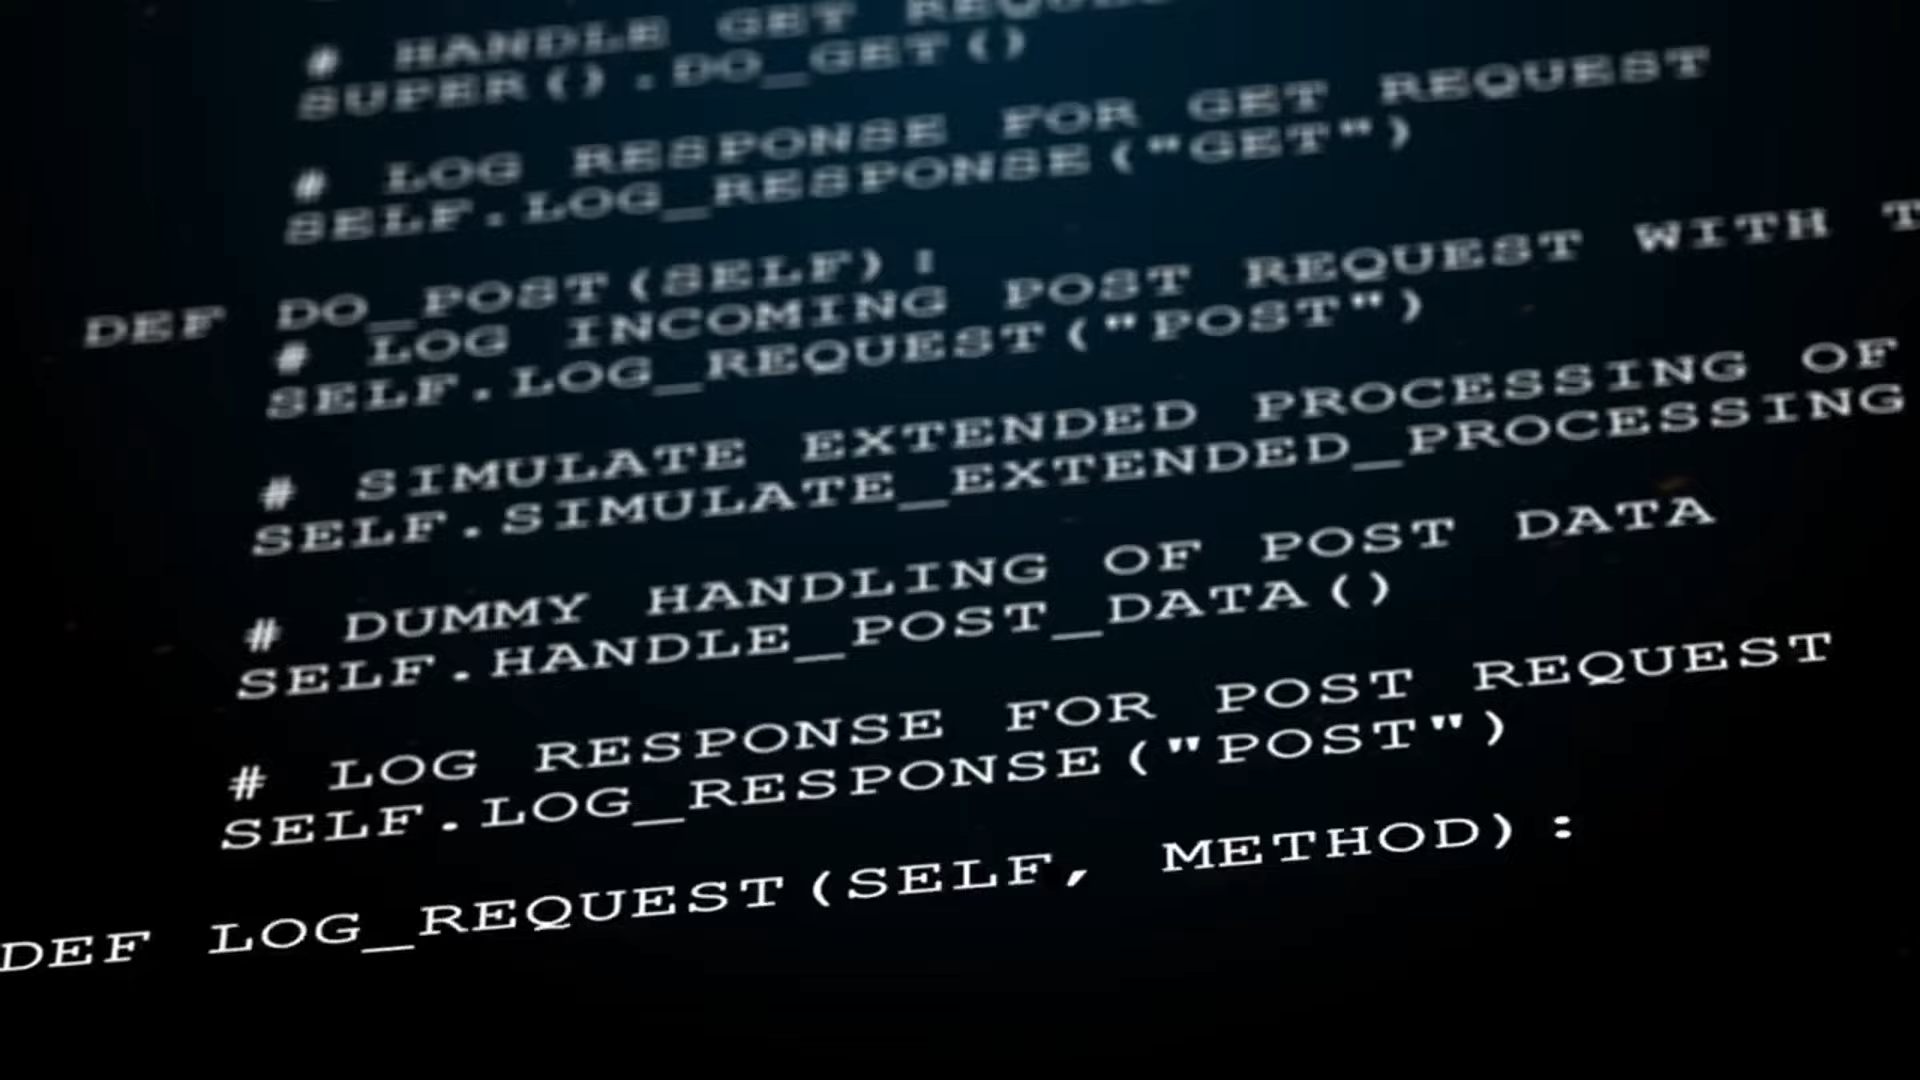 # HANDLE GET REQUES
SUPER().DO_GET()
# LOG RESPONSE FOR GET REQUEST
SELF.LOG_RESPONSE("GET")
DEF DO_POST(SELF):
# LOG INCOMING POST REQUEST WITH T
SELF.LOG_REQUEST("POST")
# SIMULATE EXTENDED PROCESSING OF
SELF.SIMULATE_EXTENDED_PROCESSING
# DUMMY HANDLING OF POST DATA
SELF.HANDLE_POST_DATA()
# LOG RESPONSE FOR POST REQUEST
SELF.LOG_RESPONSE("POST")
DEF LOG_REQUEST(SELF, METHOD):